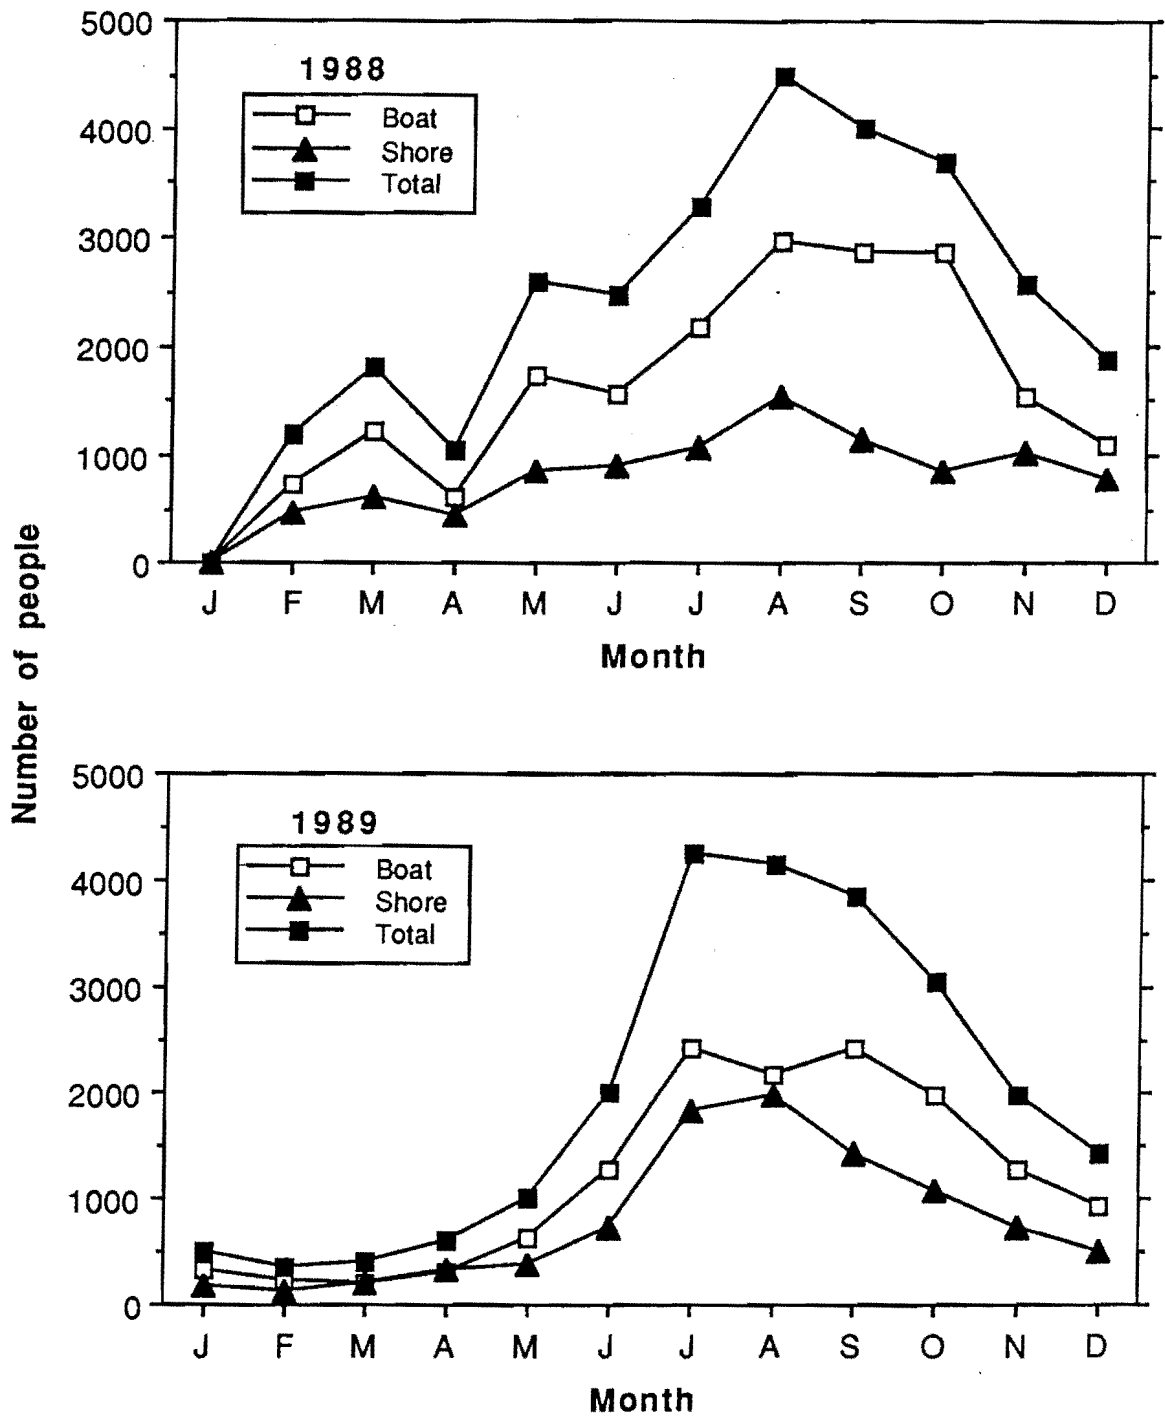 Number of people
5000
4000
3000
2000
1000
0
1988
Boat
Shore
Total
J F M A M J J A S O N D
Month
5000
4000
3000
2000
1000
0
1989
Boat
Shore
Total
J F M A M J J A S O N D
Month